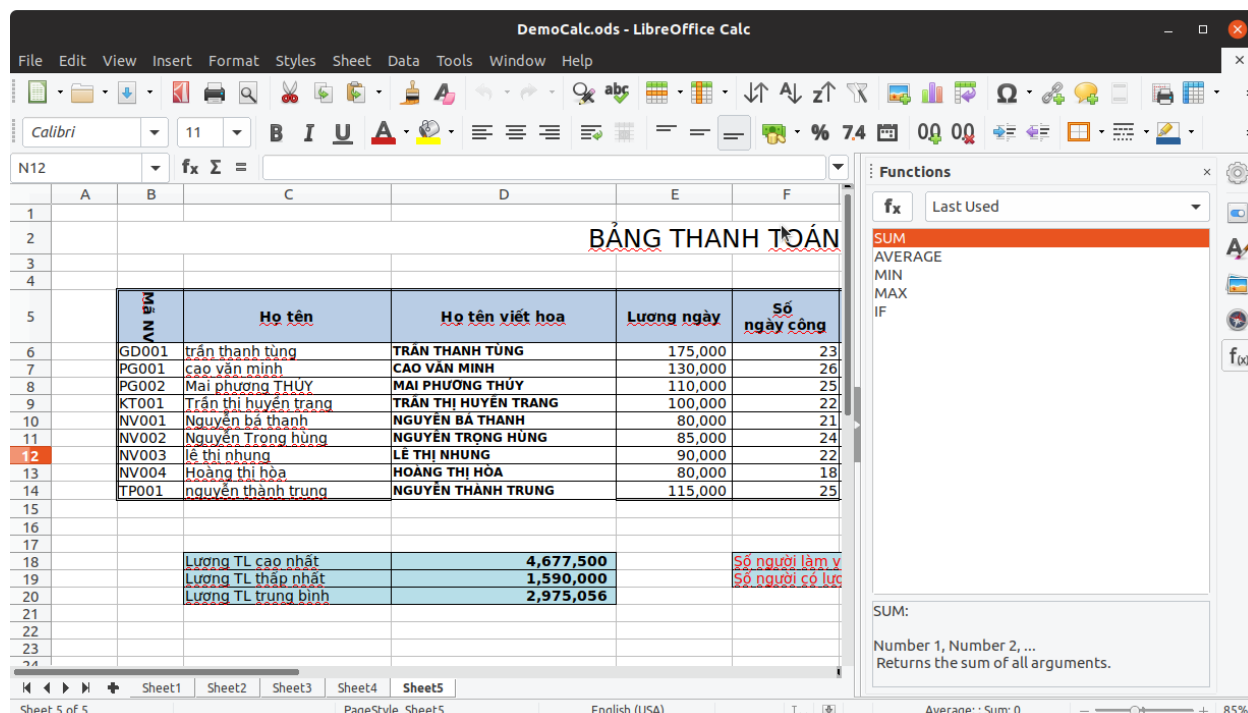 DemoCalc.ods - LibreOffice Calc
File Edit View Insert Format Styles Sheet Data Tools Window Help
Calibri 11
N12
Functions
Last Used
SUM
AVERAGE
MIN
MAX
IF
A B C D E F
1
2 BẢNG THANH TOÁN
3
4
5 Mã NV Họ tên Họ tên viết hoa Lương ngày Số ngày công
6 GD001 trần thanh tùng TRẦN THANH TÙNG 175,000 23
7 PG001 cao văn minh CAO VĂN MINH 130,000 26
8 PG002 Mai phương THÚY MAI PHƯƠNG THÚY 110,000 25
9 KT001 Trần thị huyền trang TRẦN THỊ HUYỀN TRANG 100,000 22
10 NV001 Nguyễn bá thanh NGUYỄN BÁ THANH 80,000 21
11 NV002 Nguyễn Trọng hùng NGUYỄN TRỌNG HÙNG 85,000 24
12 NV003 lê thị nhung LÊ THỊ NHUNG 90,000 22
13 NV004 Hoàng thị hòa HOÀNG THỊ HÒA 80,000 18
14 TP001 nguyễn thành trung NGUYỄN THÀNH TRUNG 115,000 25
15
16
17
18 Lương TL cao nhất 4,677,500 Số người làm v
19 Lương TL thấp nhất 1,590,000 Số người có lươ
20 Lương TL trung bình 2,975,056
21
22
23
24
SUM:
Number 1, Number 2, ...
Returns the sum of all arguments.
Sheet1 Sheet2 Sheet3 Sheet4 Sheet5
Sheet 5 of 5 PageStyle_Sheet5 English (USA) Average: ; Sum: 0 85%